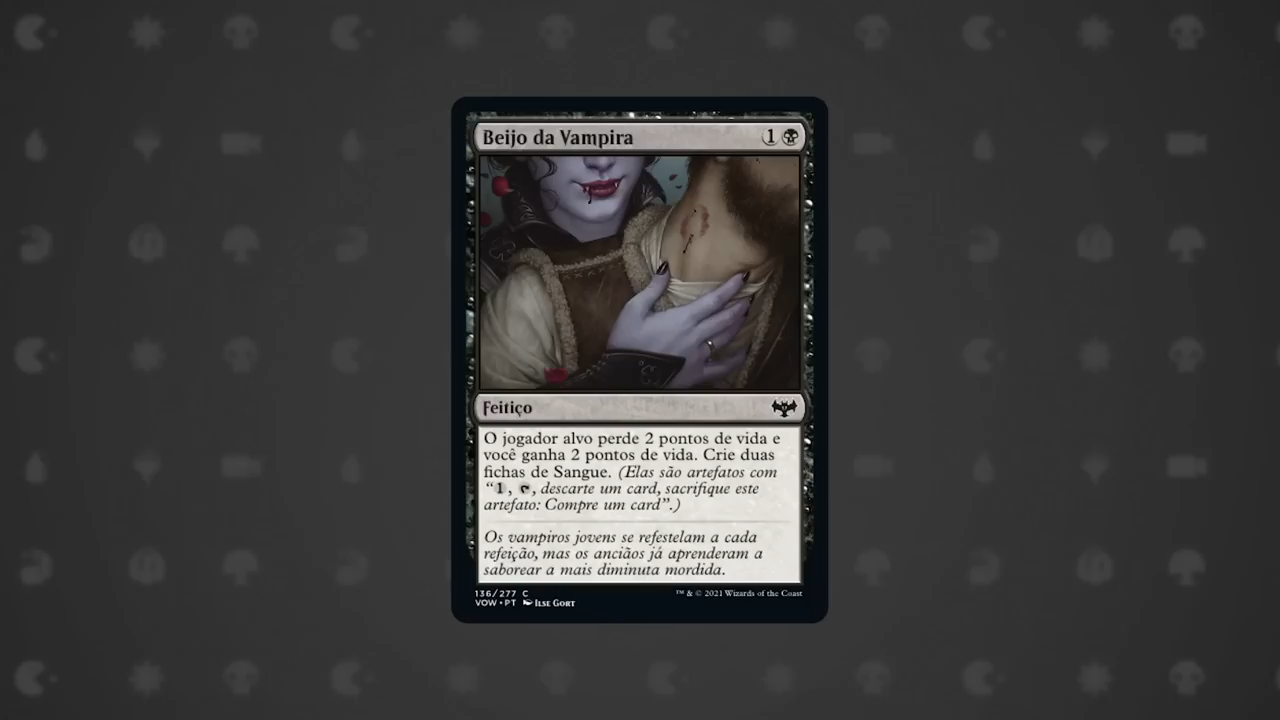 Beijo da Vampira 1
Feitiço
O jogador alvo perde 2 pontos de vida e
você ganha 2 pontos de vida. Crie duas
fichas de Sangue. (Elas são artefatos com
“1, , descarte um card, sacrifique este
artefato: Compre um card”.)
Os vampiros jovens se refestelam a cada
refeição, mas os anciãos já aprenderam a
saborear a mais diminuta mordida.
136/277 C
VOW • PT Ilse Gort
™ & © 2021 Wizards of the Coast